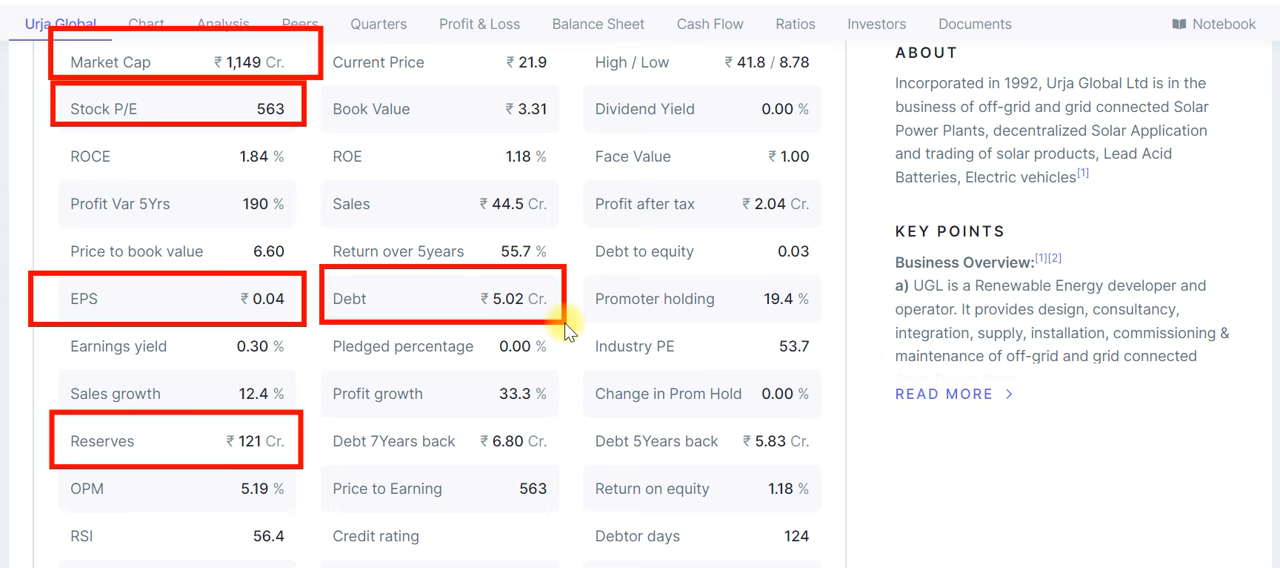 Urja Global Chart Analysis Peers Quarters Profit & Loss Balance Sheet Cash Flow Ratios Investors Documents Notebook
Market Cap ₹ 1,149 Cr. Current Price ₹ 21.9 High / Low ₹ 41.8 / 8.78
Stock P/E 563 Book Value ₹ 3.31 Dividend Yield 0.00 %
ROCE 1.84 % ROE 1.18 % Face Value ₹ 1.00
Profit Var 5Yrs 190 % Sales ₹ 44.5 Cr. Profit after tax ₹ 2.04 Cr.
Price to book value 6.60 Return over 5years 55.7 % Debt to equity 0.03
EPS ₹ 0.04 Debt ₹ 5.02 Cr. Promoter holding 19.4 %
Earnings yield 0.30 % Pledged percentage 0.00 % Industry PE 53.7
Sales growth 12.4 % Profit growth 33.3 % Change in Prom Hold 0.00 %
Reserves ₹ 121 Cr. Debt 7Years back ₹ 6.80 Cr. Debt 5Years back ₹ 5.83 Cr.
OPM 5.19 % Price to Earning 563 Return on equity 1.18 %
RSI 56.4 Credit rating Debtor days 124
ABOUT
Incorporated in 1992, Urja Global Ltd is in the
business of off-grid and grid connected Solar
Power Plants, decentralized Solar Application
and trading of solar products, Lead Acid
Batteries, Electric vehicles[1]
KEY POINTS
Business Overview:[1][2]
a) UGL is a Renewable Energy developer and
operator. It provides design, consultancy,
integration, supply, installation, commissioning &
maintenance of off-grid and grid connected
READ MORE